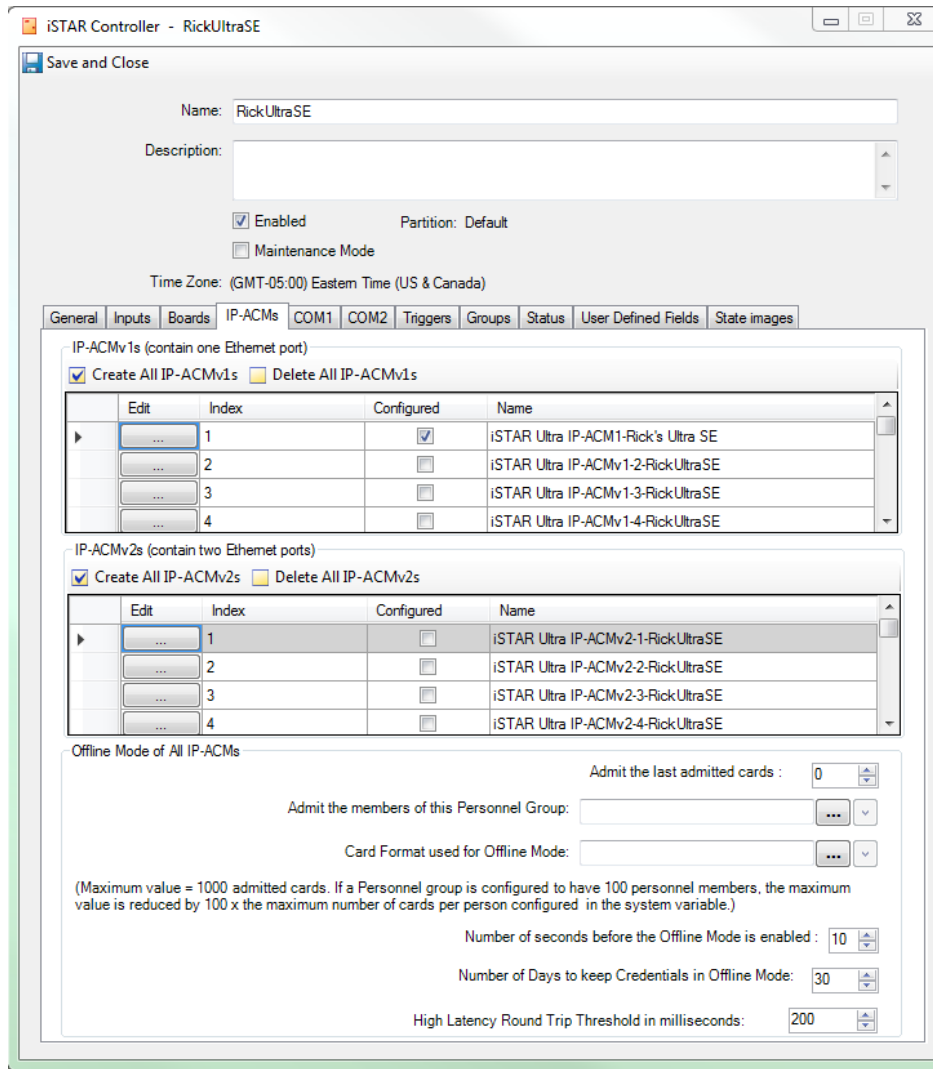 iSTAR Controller - RickUltraSE
Save and Close
Name: RickUltraSE
Description:
Enabled Partition: Default
Maintenance Mode
Time Zone: (GMT-05:00) Eastern Time (US & Canada)
General Inputs Boards IP-ACMs COM1 COM2 Triggers Groups Status User Defined Fields State images
IP-ACMv1s (contain one Ethernet port)
Create All IP-ACMv1s Delete All IP-ACMv1s
Edit Index Configured Name
... 1 iSTAR Ultra IP-ACM1-Rick's Ultra SE
... 2 iSTAR Ultra IP-ACMv1-2-RickUltraSE
... 3 iSTAR Ultra IP-ACMv1-3-RickUltraSE
... 4 iSTAR Ultra IP-ACMv1-4-RickUltraSE
IP-ACMv2s (contain two Ethernet ports)
Create All IP-ACMv2s Delete All IP-ACMv2s
Edit Index Configured Name
... 1 iSTAR Ultra IP-ACMv2-1-RickUltraSE
... 2 iSTAR Ultra IP-ACMv2-2-RickUltraSE
... 3 iSTAR Ultra IP-ACMv2-3-RickUltraSE
... 4 iSTAR Ultra IP-ACMv2-4-RickUltraSE
Offline Mode of All IP-ACMs
Admit the last admitted cards : 0
Admit the members of this Personnel Group: ...
Card Format used for Offline Mode: ...
(Maximum value = 1000 admitted cards. If a Personnel group is configured to have 100 personnel members, the maximum
value is reduced by 100 x the maximum number of cards per person configured in the system variable.)
Number of seconds before the Offline Mode is enabled : 10
Number of Days to keep Credentials in Offline Mode: 30
High Latency Round Trip Threshold in milliseconds: 200